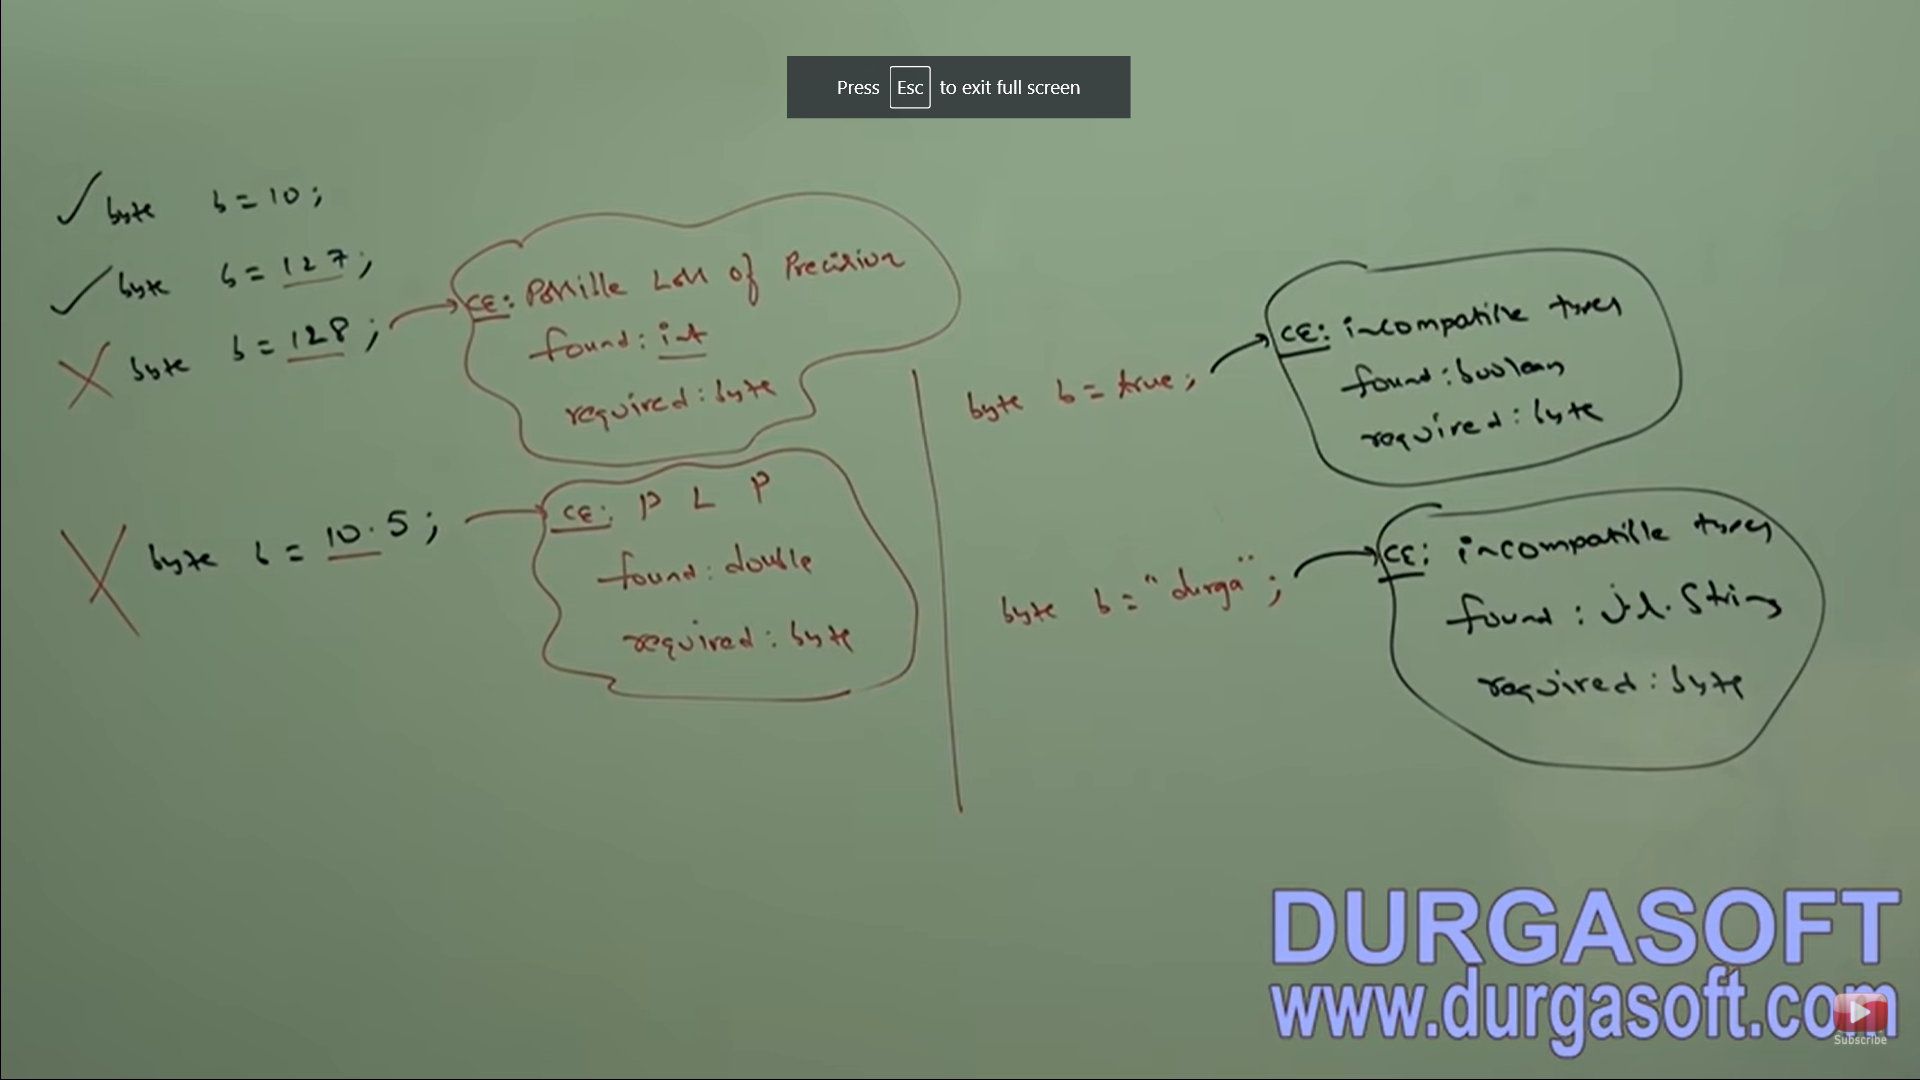 Press Esc to exit full screen
byte b = 10 ;
byte b = 127 ;
byte b = 128 ;
CE: Possible Loss of Precision
found : int
required : byte
byte b = 10.5 ;
CE: P L P
found : double
required : byte
byte b = true ;
CE: incompatible types
found : boolean
required : byte
byte b = "durga" ;
CE: incompatible types
found : j.l.String
required : byte
DURGASOFT
www.durgasoft.com
Subscribe